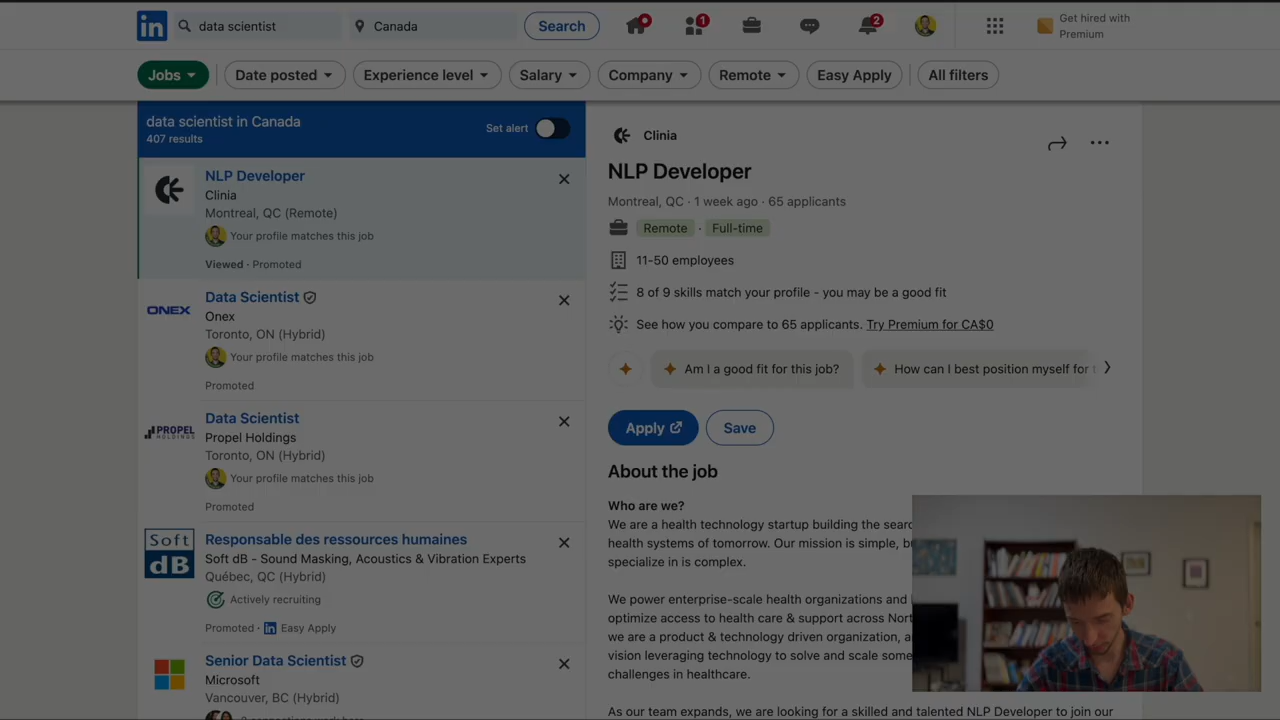 in
data scientist
Canada
Search
1
2
Get hired with
Premium
Jobs
Date posted
Experience level
Salary
Company
Remote
Easy Apply
All filters
data scientist in Canada
407 results
Set alert
NLP Developer
Clinia
Montreal, QC (Remote)
Your profile matches this job
Viewed · Promoted
ONEX
Data Scientist
Onex
Toronto, ON (Hybrid)
Your profile matches this job
Promoted
PROPEL
HOLDINGS
Data Scientist
Propel Holdings
Toronto, ON (Hybrid)
Your profile matches this job
Promoted
Soft
dB
Responsable des ressources humaines
Soft dB - Sound Masking, Acoustics & Vibration Experts
Québec, QC (Hybrid)
Actively recruiting
Promoted · in Easy Apply
Senior Data Scientist
Microsoft
Vancouver, BC (Hybrid)
Clinia
NLP Developer
Montreal, QC · 1 week ago · 65 applicants
Remote · Full-time
11-50 employees
8 of 9 skills match your profile - you may be a good fit
See how you compare to 65 applicants. Try Premium for CA$0
Am I a good fit for this job?
How can I best position myself for
Apply
Save
About the job
Who are we?
We are a health technology startup building the
health systems of tomorrow. Our mission is simple,
specialize in is complex.
We power enterprise-scale health organizations and
optimize access to health care & support across
we are a product & technology driven organization,
vision leveraging technology to solve and scale some
challenges in healthcare.
As our team expands, we are looking for a skilled and talented NLP Developer to join our